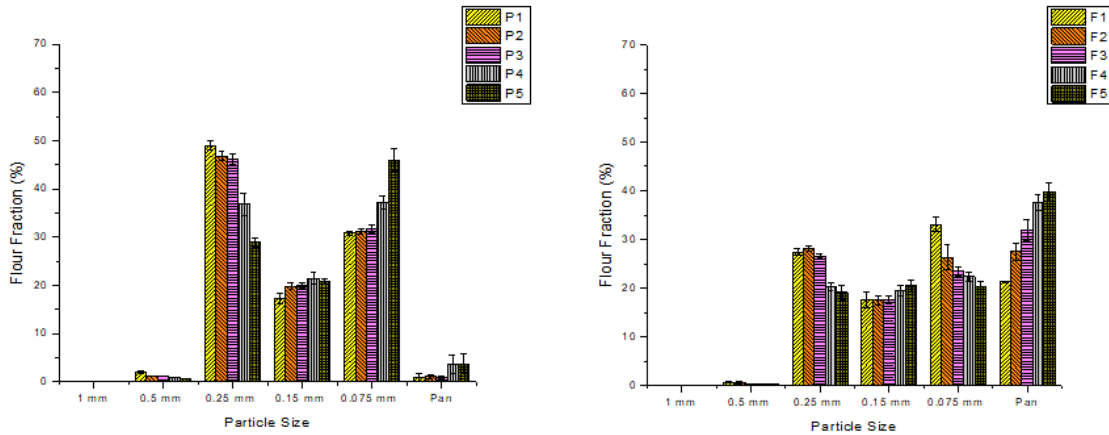 P1
P2
P3
P4
P5
70
60
50
40
30
20
10
0
Flour Fraction (%)
1 mm 0.5 mm 0.25 mm 0.15 mm 0.075 mm Pan
Particle Size
F1
F2
F3
F4
F5
70
60
50
40
30
20
10
0
Flour Fraction (%)
1 mm 0.5 mm 0.25 mm 0.15 mm 0.075 mm Pan
Particle Size